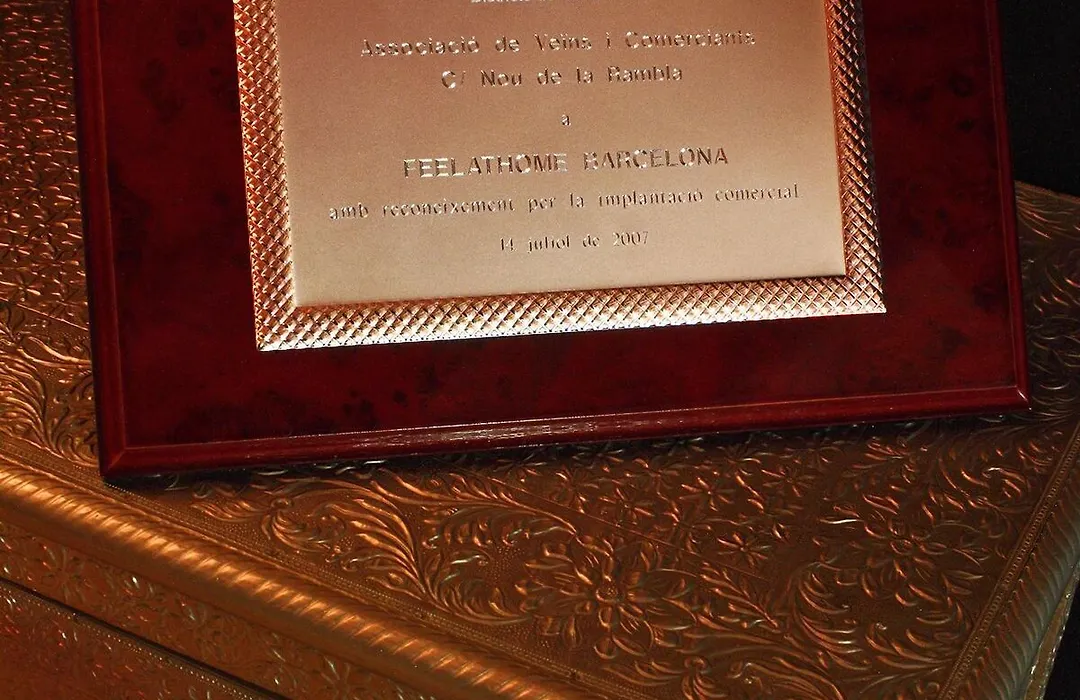 Associació de Veïns i Comerciants
C/ Nou de la Rambla
a
FEELATHOME BARCELONA
amb reconeixement per la implantació comercial
14 juliol de 2007